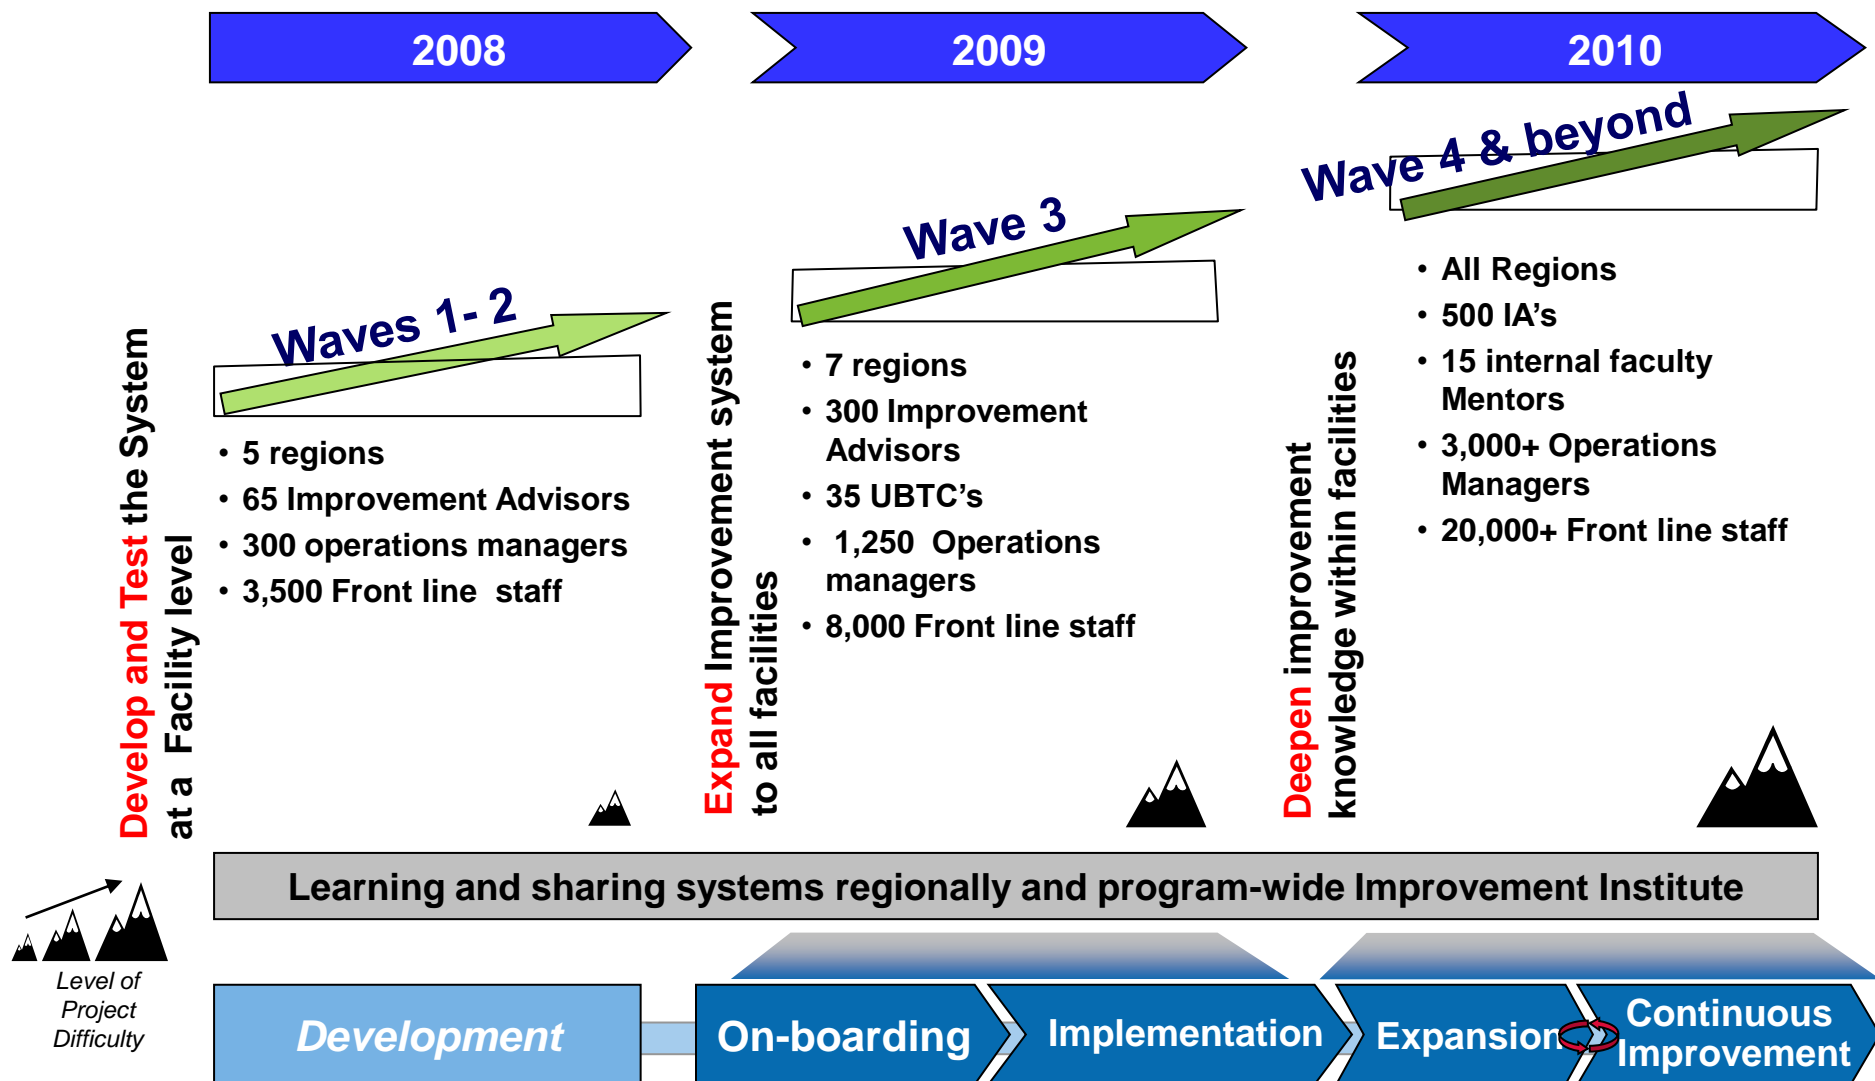 2008
2009
2010
Waves 1- 2
Wave 3
Wave 4 & beyond
Develop and Test the System
at a Facility level
• 5 regions
• 65 Improvement Advisors
• 300 operations managers
• 3,500 Front line staff
Expand Improvement system
to all facilities
• 7 regions
• 300 Improvement
Advisors
• 35 UBTC's
• 1,250 Operations
managers
• 8,000 Front line staff
Deepen improvement
knowledge within facilities
• All Regions
• 500 IA's
• 15 internal faculty
Mentors
• 3,000+ Operations
Managers
• 20,000+ Front line staff
Learning and sharing systems regionally and program-wide Improvement Institute
Level of
Project
Difficulty
Development
On-boarding
Implementation
Expansion
Continuous
Improvement